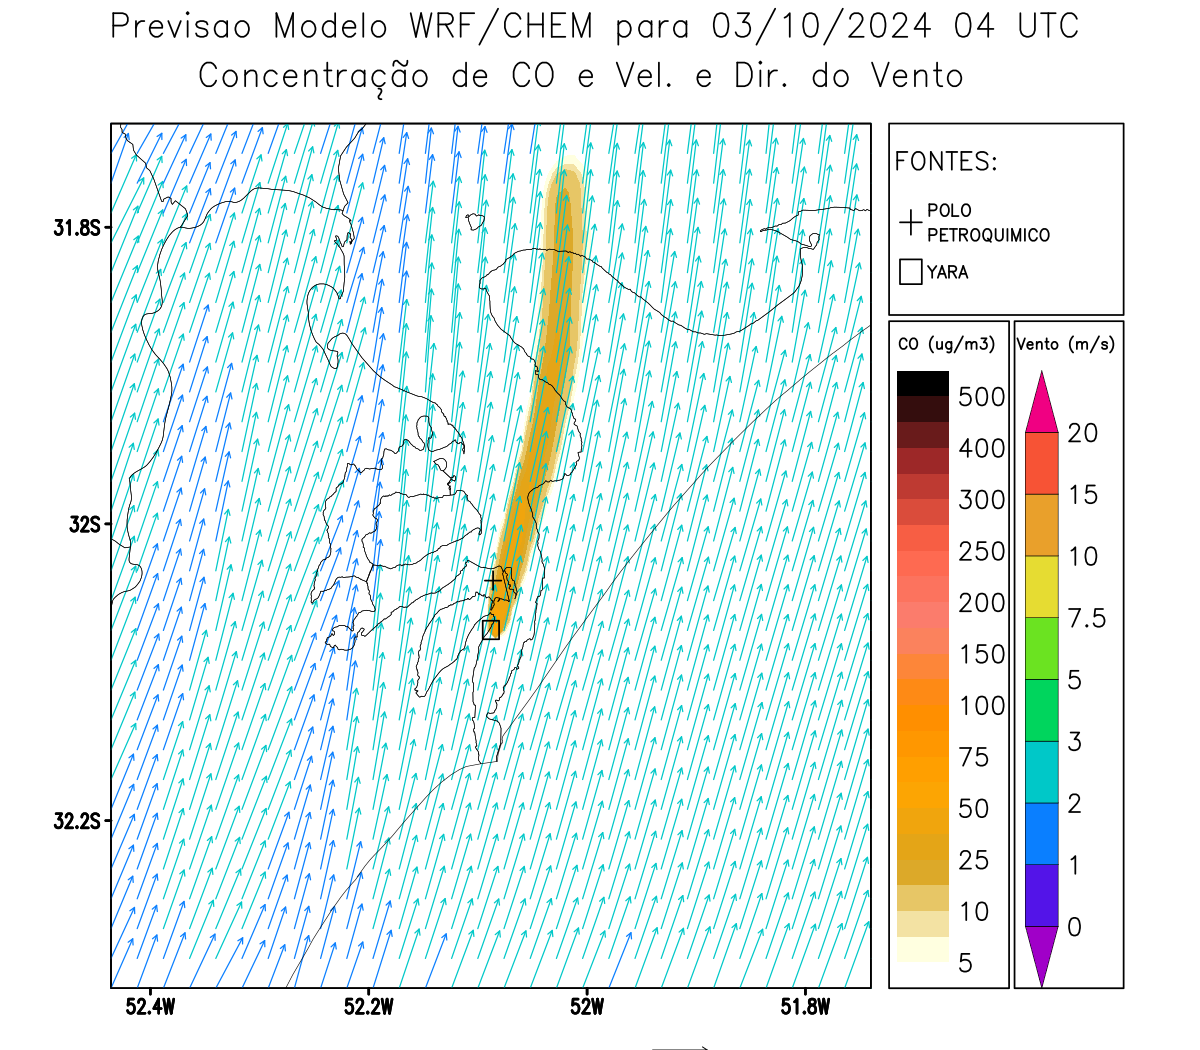 Previsao Modelo WRF/CHEM para 03/10/2024 04 UTC
Concentração de CO e Vel. e Dir. do Vento
FONTES:
POLO
PETROQUIMICO
YARA
CO (ug/m3)
500
400
300
250
200
150
100
75
50
25
10
5
Vento (m/s)
20
15
10
7.5
5
3
2
1
0
31.8S
32S
32.2S
52.4W
52.2W
52W
51.8W